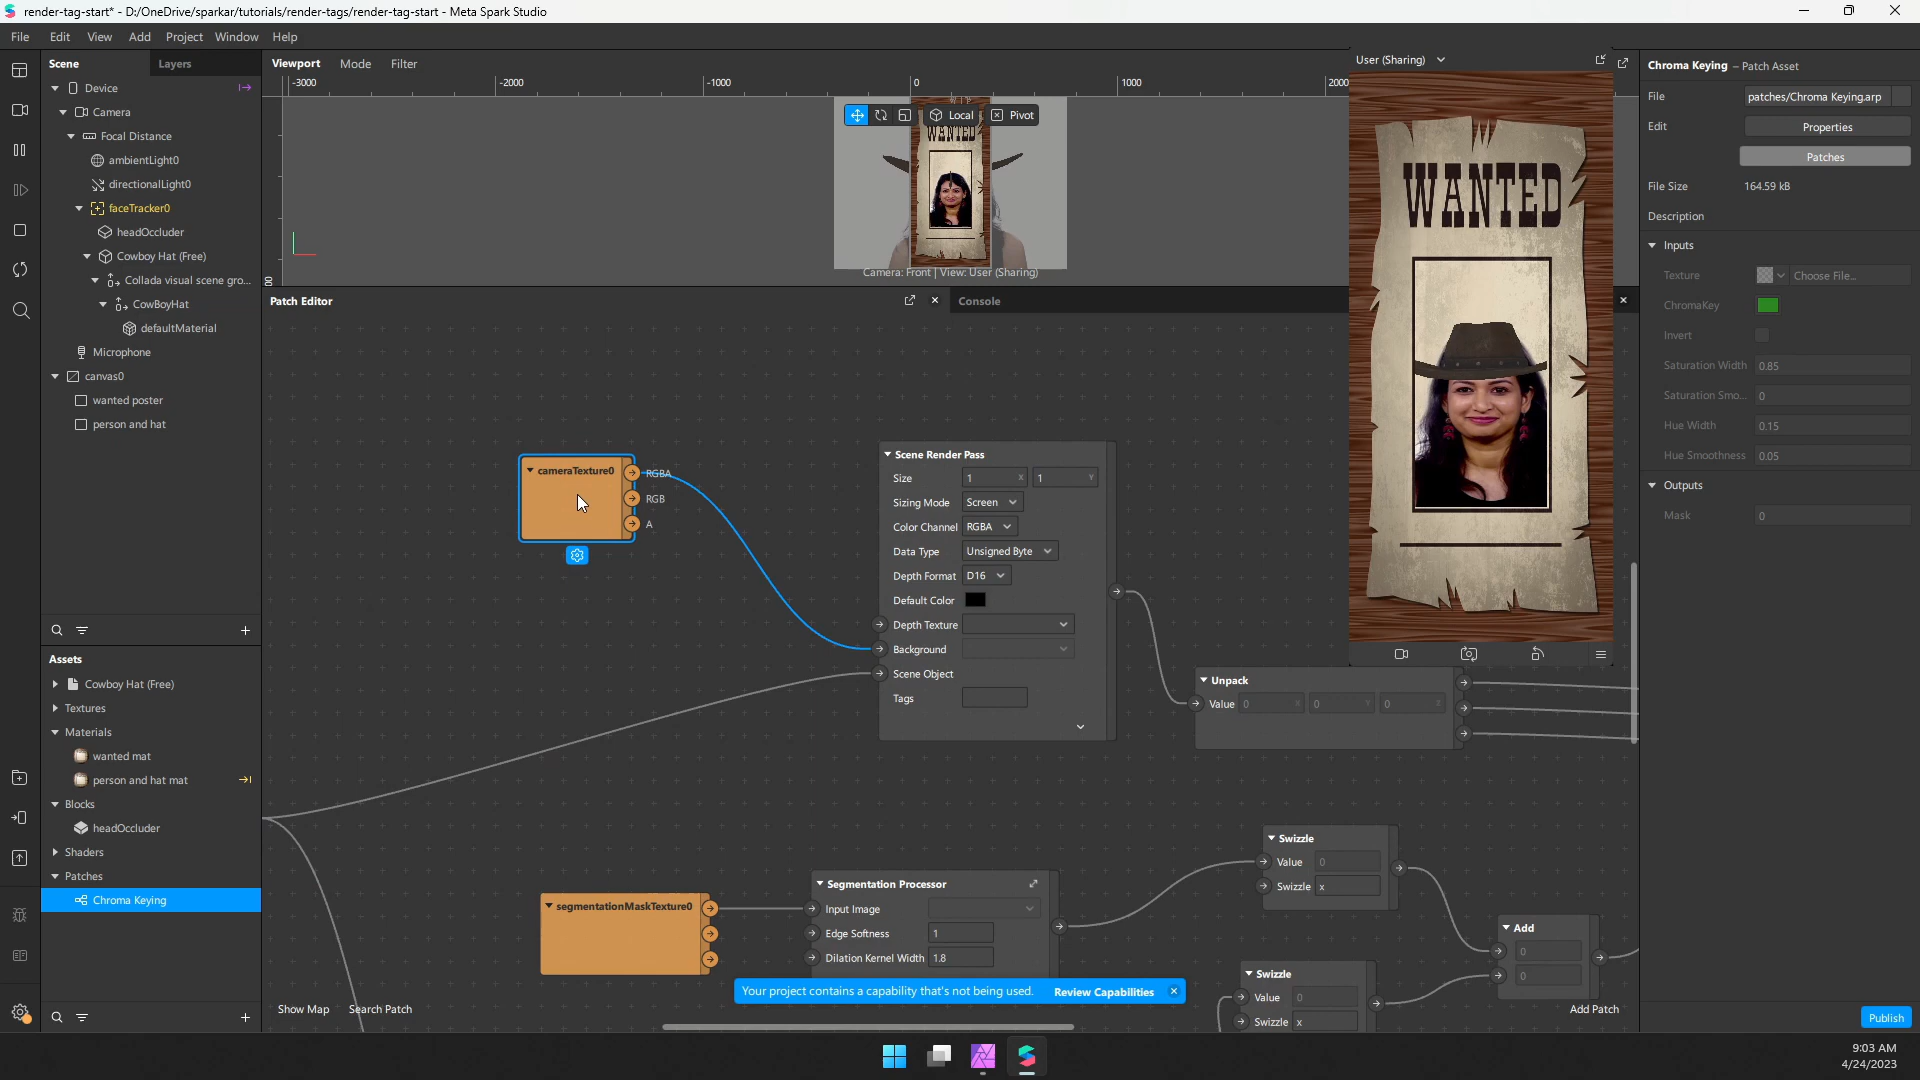 render-tag-start* - D:/OneDrive/sparkar/tutorials/render-tags/render-tag-start - Meta Spark Studio
File Edit View Add Project Window Help
Scene Layers
Device
Camera
Focal Distance
ambientLight0
directionalLight0
faceTracker0
headOccluder
Cowboy Hat (Free)
Collada visual scene gro...
CowBoyHat
defaultMaterial
Microphone
canvas0
wanted poster
person and hat
Assets
Cowboy Hat (Free)
Textures
Materials
wanted mat
person and hat mat
Blocks
headOccluder
Shaders
Patches
Chroma Keying
Viewport Mode Filter
-3000 -2000 -1000 0 1000 2000
Local Pivot
WANTED
Camera: Front | View: User (Sharing)
Patch Editor
Console
cameraTexture0
RGBA
RGB
A
Scene Render Pass
Size 1 X 1 Y
Sizing Mode Screen
Color Channel RGBA
Data Type Unsigned Byte
Depth Format D16
Default Color
Depth Texture
Background
Scene Object
Tags
Unpack
Value 0 X 0 Y 0 Z
segmentationMaskTexture0
Segmentation Processor
Input Image
Edge Softness 1
Dilation Kernel Width 1.8
Swizzle
Value 0
Swizzle x
Swizzle
Value 0
Swizzle x
Add
0
0
Your project contains a capability that's not being used. Review Capabilities
Show Map Search Patch
Add Patch
User (Sharing)
WANTED
Chroma Keying – Patch Asset
File patches/Chroma Keying.arp
Edit Properties
Patches
File Size 164.59 kB
Description
Inputs
Texture Choose File...
ChromaKey
Invert
Saturation Width 0.85
Saturation Smo... 0
Hue Width 0.15
Hue Smoothness 0.05
Outputs
Mask 0
Publish
9:03 AM
4/24/2023